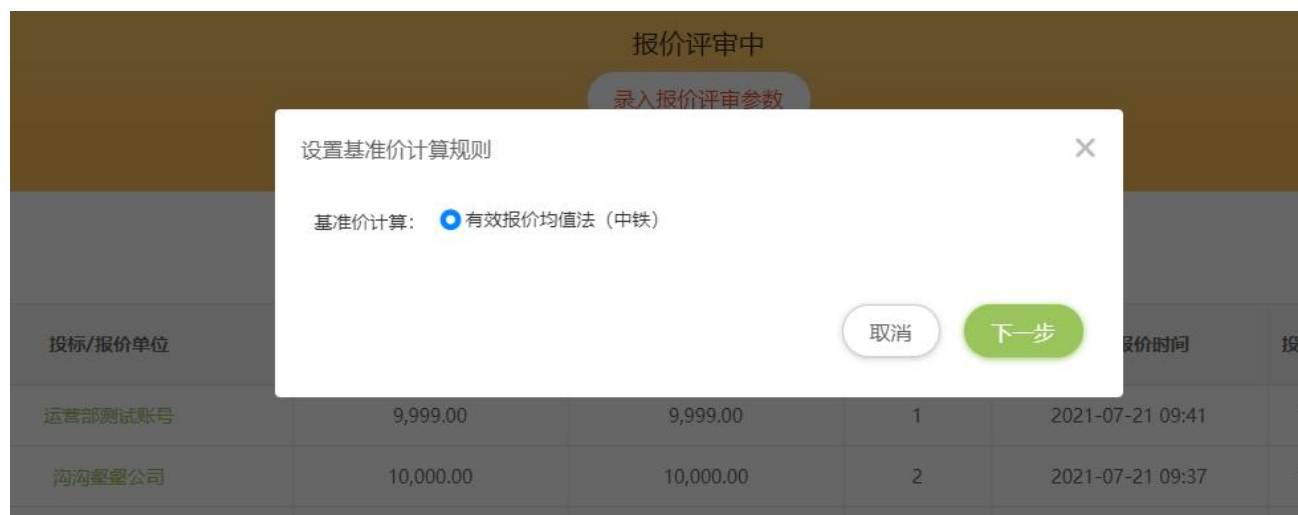 报价评审中
录入报价评审参数
设置基准价计算规则
基准价计算： 有效报价均值法（中铁）
取消 下一步
投标/报价单位 报价时间 投
运营部测试账号 9,999.00 9,999.00 1 2021-07-21 09:41
沟沟壑壑公司 10,000.00 10,000.00 2 2021-07-21 09:37